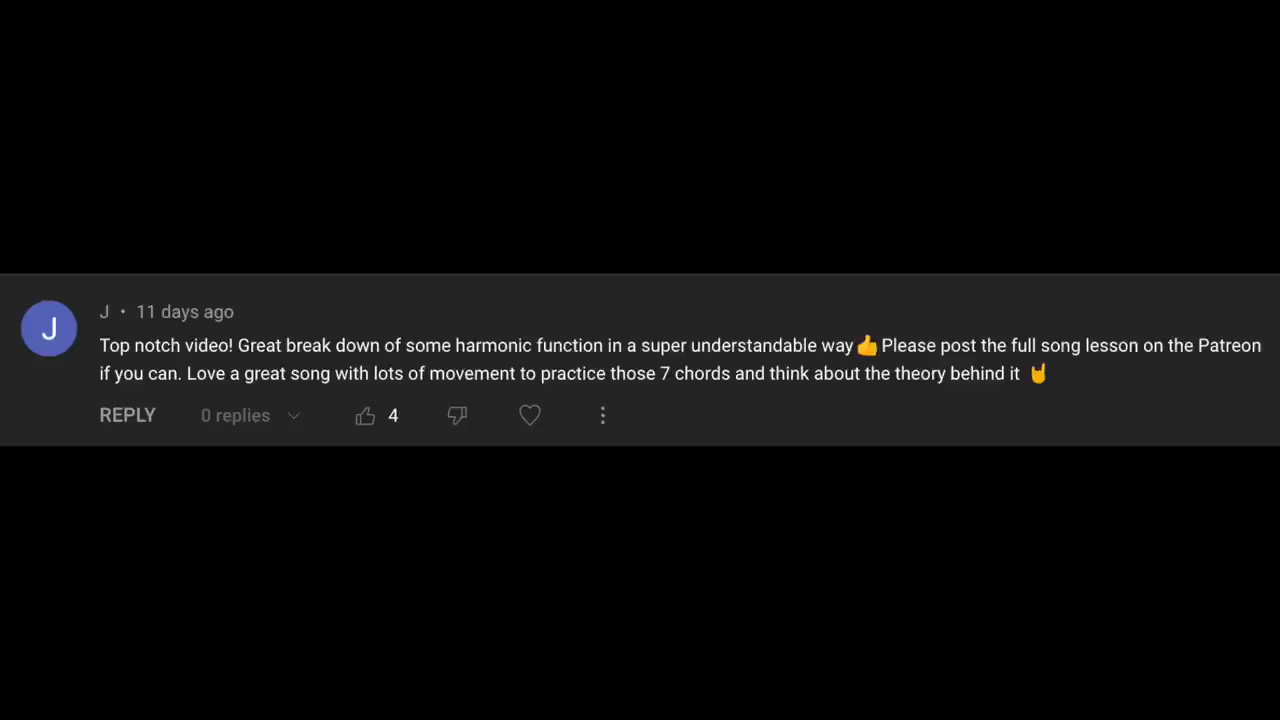 J
J • 11 days ago
Top notch video! Great break down of some harmonic function in a super understandable way👍Please post the full song lesson on the Patreon
if you can. Love a great song with lots of movement to practice those 7 chords and think about the theory behind it 🤘
REPLY 0 replies 4